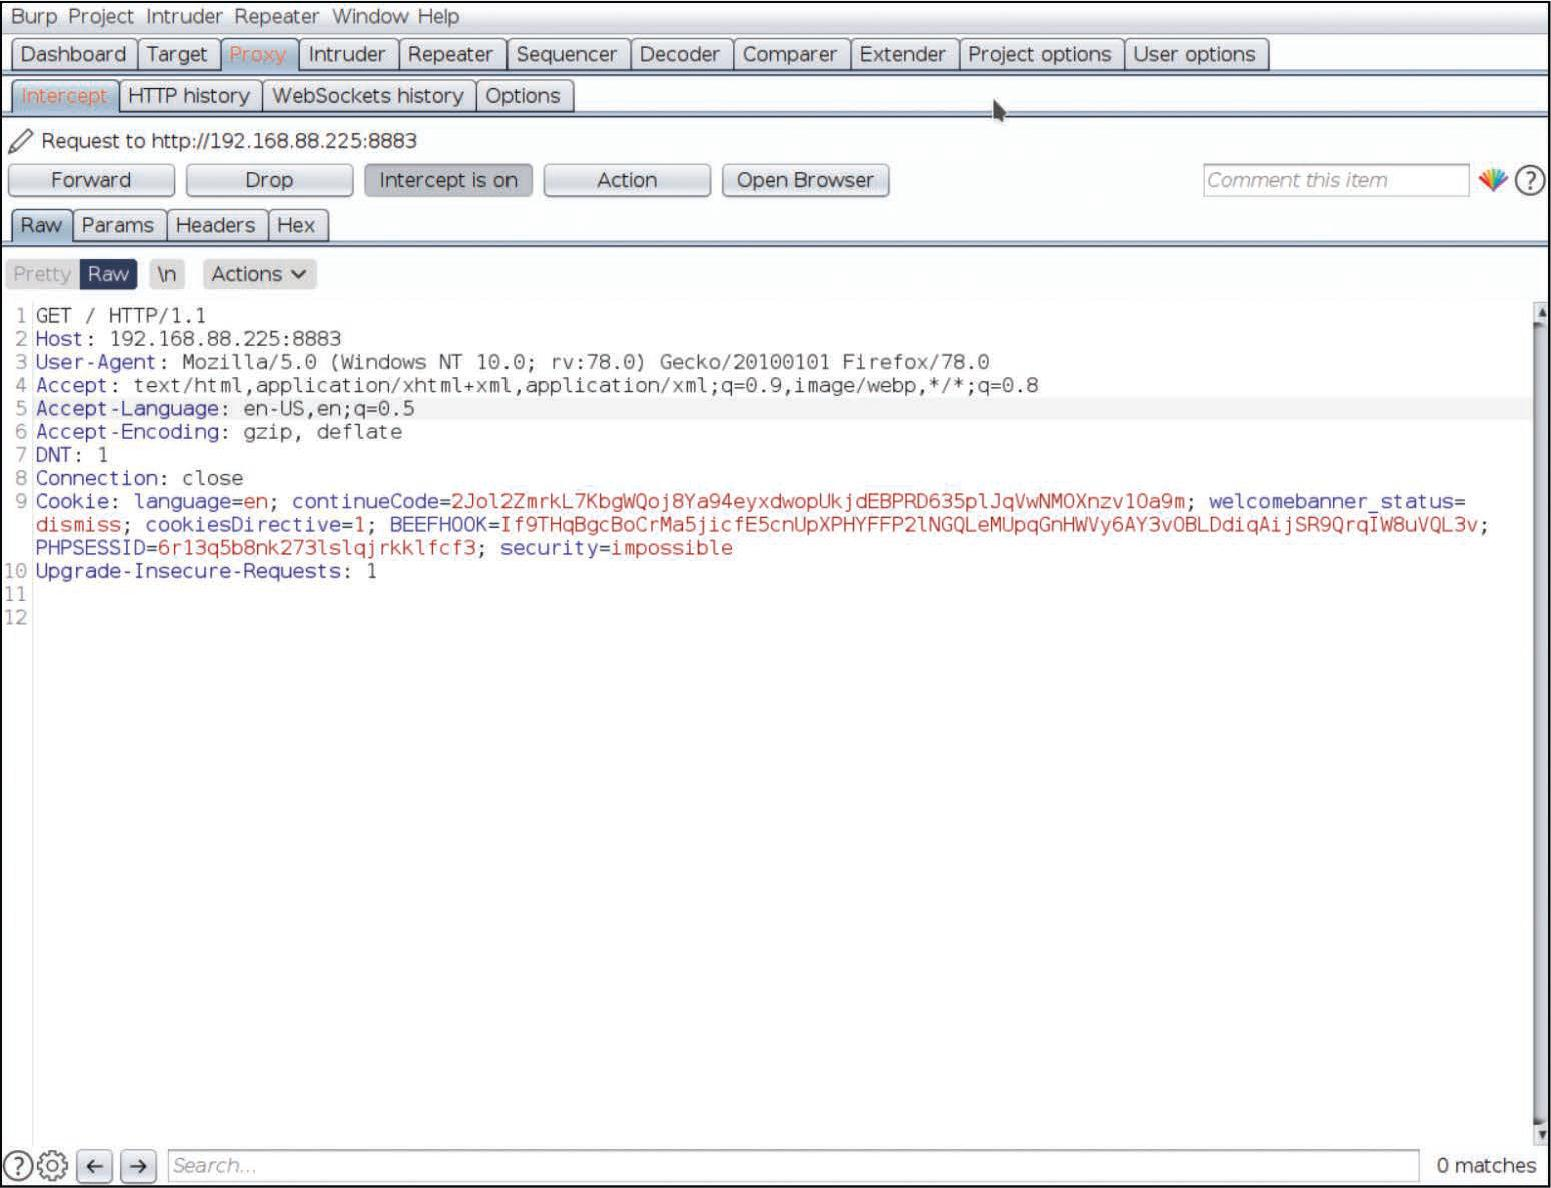 Burp Project Intruder Repeater Window Help
Dashboard Target Proxy Intruder Repeater Sequencer Decoder Comparer Extender Project options User options
Intercept HTTP history WebSockets history Options
Request to http://192.168.88.225:8883
Forward Drop Intercept is on Action Open Browser Comment this item ?
Raw Params Headers Hex
Pretty Raw \n Actions
1 GET / HTTP/1.1
2 Host: 192.168.88.225:8883
3 User-Agent: Mozilla/5.0 (Windows NT 10.0; rv:78.0) Gecko/20100101 Firefox/78.0
4 Accept: text/html,application/xhtml+xml,application/xml;q=0.9,image/webp,*/*;q=0.8
5 Accept-Language: en-US,en;q=0.5
6 Accept-Encoding: gzip, deflate
7 DNT: 1
8 Connection: close
9 Cookie: language=en; continueCode=2Jol2ZmrkL7KbgWQoj8Ya94eyxdwopUkjdEBPRD635plJqVwNMOXnzv1Oa9m; welcomebanner_status=
dismiss; cookiesDirective=1; BEEFHOOK=If9THqBgcBoCrMa5jicfE5cnUpXPHYFFP2lNGQLeMUpqGnHWVy6AY3vOBLDdiqAijSR9QrqIW8uVQL3v;
PHPSESSID=6r13q5b8nk273lslqjrkklfcf3; security=impossible
10 Upgrade-Insecure-Requests: 1
11
12
? ← → Search... 0 matches